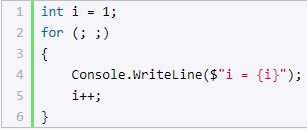 1 int i = 1;
2 for (; ;)
3 {
4     Console.WriteLine($"i = {i}");
5     i++;
6 }